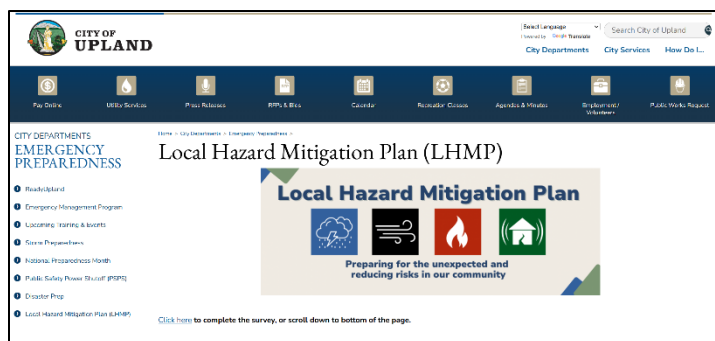 CITY OF
UPLAND
Select Language
Powered by Google Translate
Search City of Upland
City Departments City Services How Do I...
Pay Online
Utility Services
Press Releases
RFPs & Bids
Calendar
Recreation Classes
Agendas & Minutes
Employment/
Volunteers
Public Works Request
CITY DEPARTMENTS
EMERGENCY
PREPAREDNESS
ReadyUpland
Emergency Management Program
Upcoming Training & Events
Storm Preparedness
National Preparedness Month
Public Safety Power Shutoff (PSPS)
Disaster Prep
Local Hazard Mitigation Plan (LHMP)
Home > City Departments > Emergency Preparedness >
Local Hazard Mitigation Plan (LHMP)
Local Hazard Mitigation Plan
Preparing for the unexpected and
reducing risks in our community
Click here to complete the survey, or scroll down to bottom of the page.